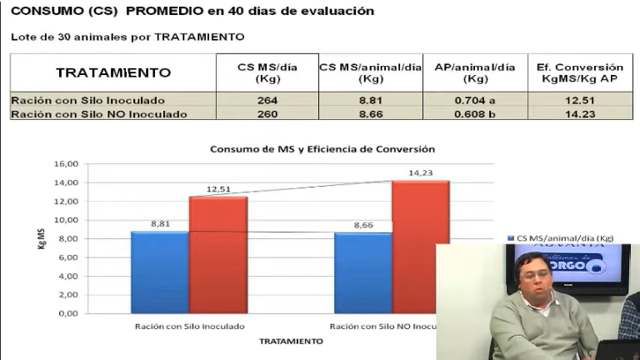 CONSUMO (CS) PROMEDIO en 40 días de evaluación
Lote de 30 animales por TRATAMIENTO
TRATAMIENTO CS MS/día (Kg) CS MS/animal/día (Kg) AP/animal/día (Kg) Ef. Conversión KgMS/Kg AP
Ración con Silo Inoculado 264 8.81 0.704 a 12.51
Ración con Silo NO Inoculado 260 8.66 0.608 b 14.23
Consumo de MS y Eficiencia de Conversión
16,00
14,00
12,00
10,00
8,00
6,00
4,00
2,00
0,00
Kg MS
8,81
12,51
8,66
14,23
CS MS/animal/día (Kg)
Ración con Silo Inoculado
Ración con Silo NO Inocu
TRATAMIENTO
ADVANTA